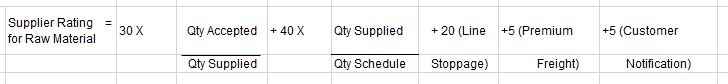 Supplier Rating = 30 X Qty Accepted + 40 X Qty Supplied + 20 (Line +5 (Premium +5 (Customer
for Raw Material Qty Supplied Qty Schedule Stoppage) Freight) Notification)